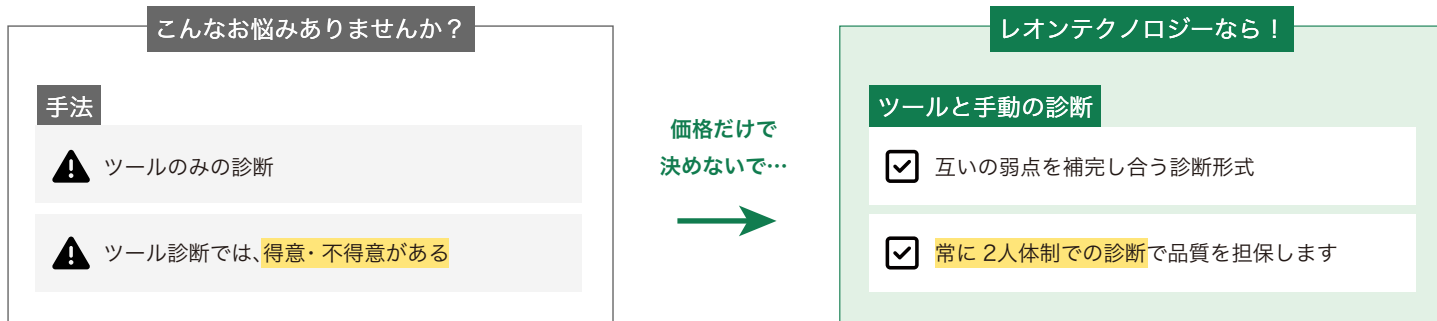 こんなお悩みありませんか？
手法
ツールのみの診断
ツール診断では、得意・不得意がある
価格だけで
決めないで…
レオンテクノロジーなら！
ツールと手動の診断
互いの弱点を補完し合う診断形式
常に 2人体制での診断で品質を担保します